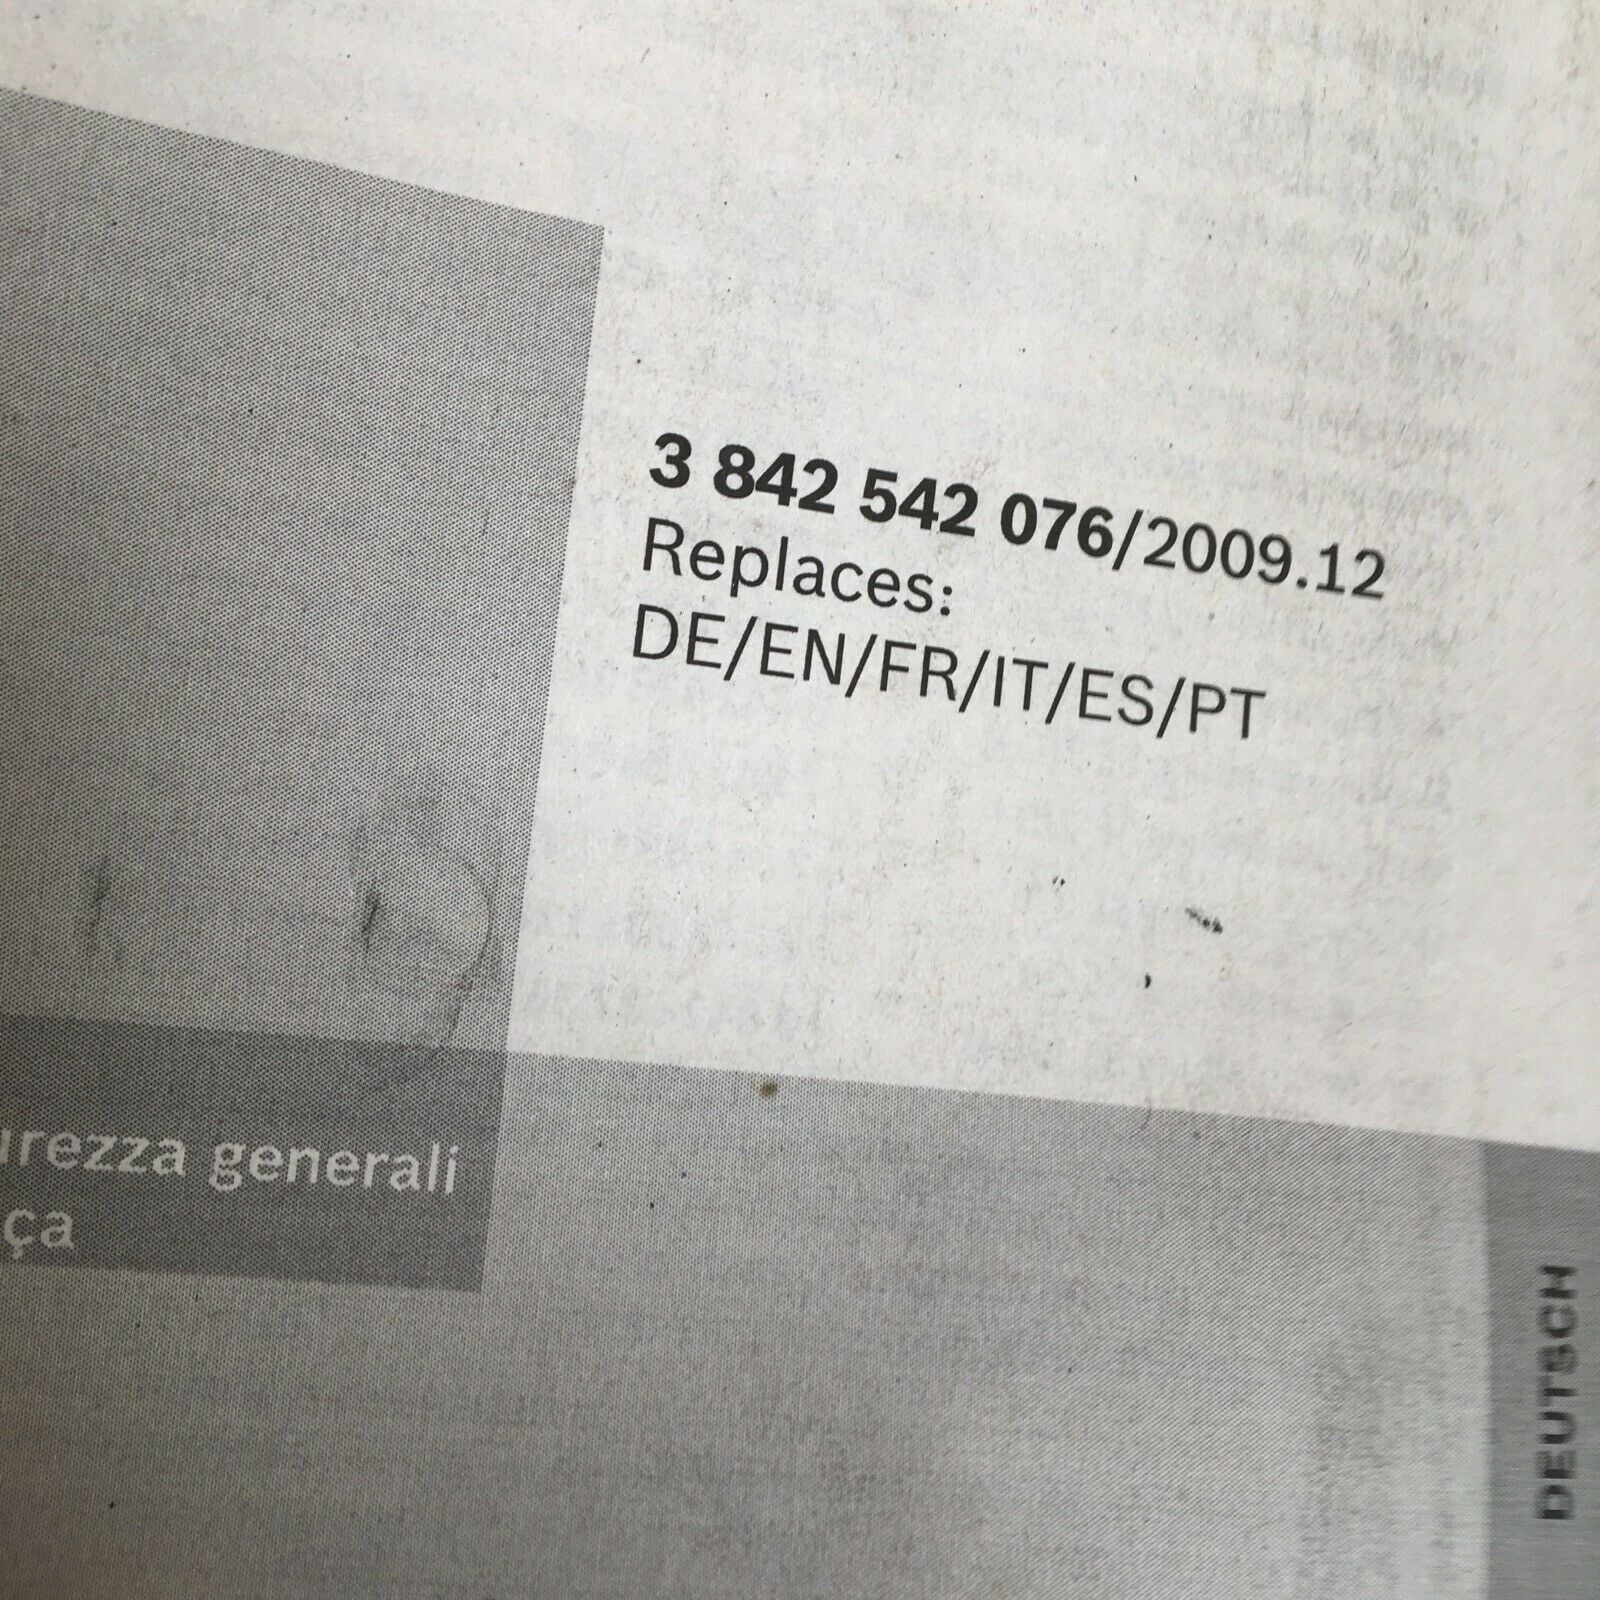 3 842 542 076/2009.12
Replaces:
DE/EN/FR/IT/ES/PT
urezza generali
ça
DEUTSCH